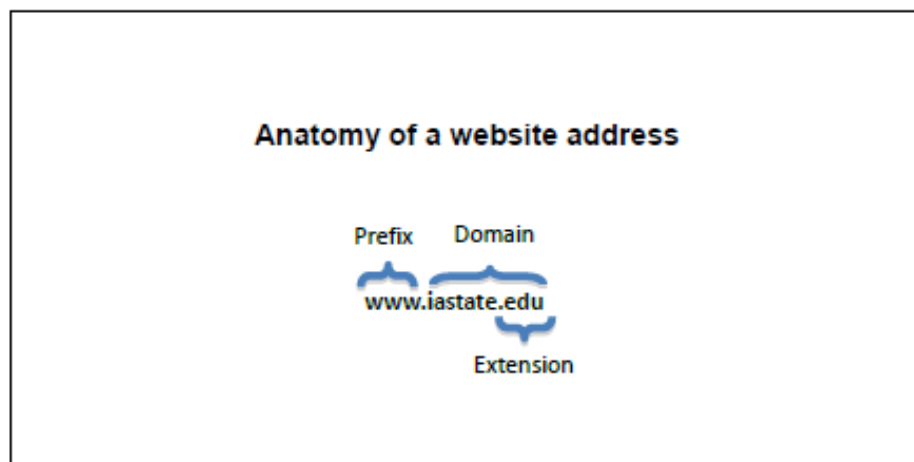 Anatomy of a website address
Prefix Domain
www.iastate.edu
Extension